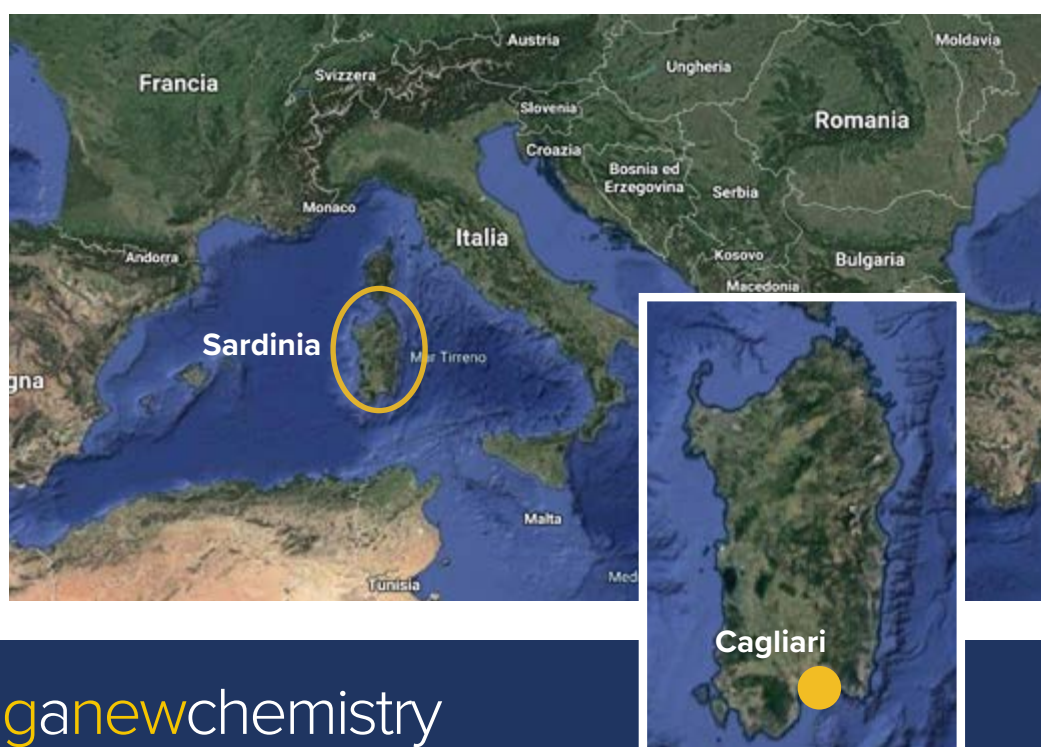 Austria
Moldavia
Ungheria
Svizzera
Francia
Slovenia
Romania
Croazia
Bosnia ed
Erzegovina
Serbia
Monaco
Italia
Andorra
Kosovo
Bulgaria
Macedonia
Sardinia
Mar Tirreno
gna
Malta
Med
Tunisia
Cagliari
ganewchemistry